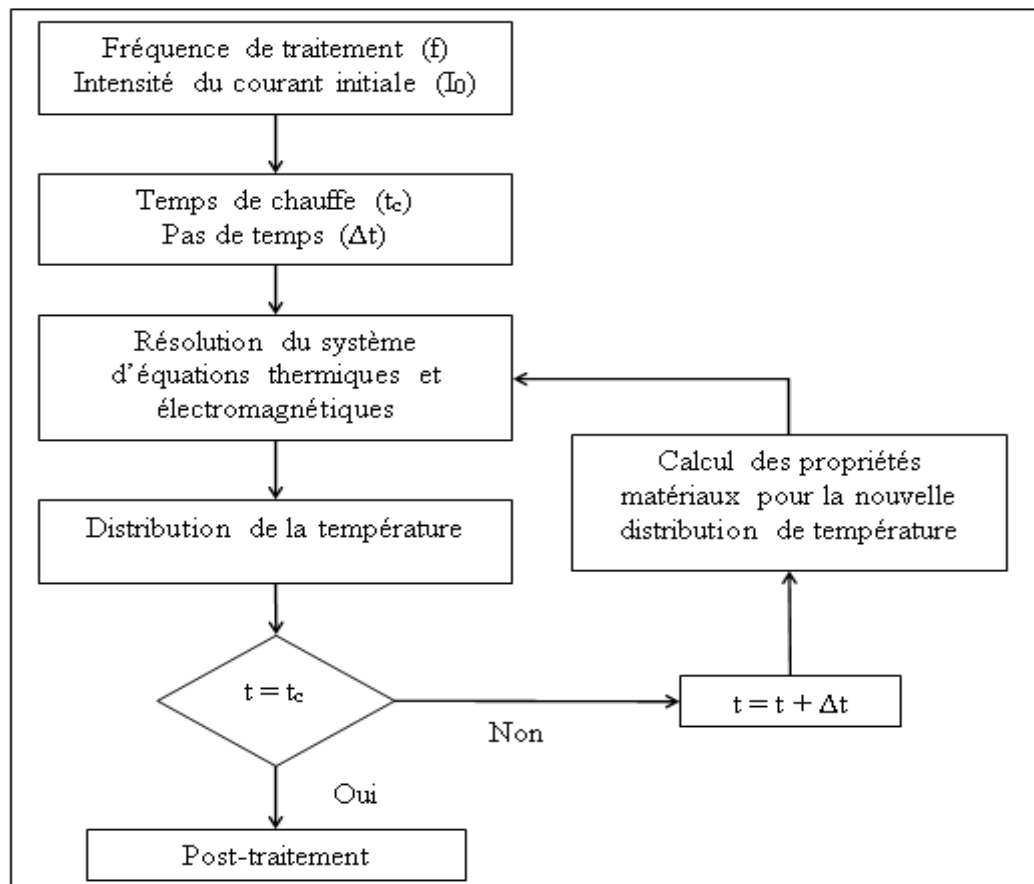 Fréquence de traitement (f)
Intensité du courant initiale (I0)
Temps de chauffe (tc)
Pas de temps (Δt)
Résolution du système
d'équations thermiques et
électromagnétiques
Distribution de la température
Calcul des propriétés
matériaux pour la nouvelle
distribution de température
t = tc
Non
t = t + Δt
Oui
Post-traitement